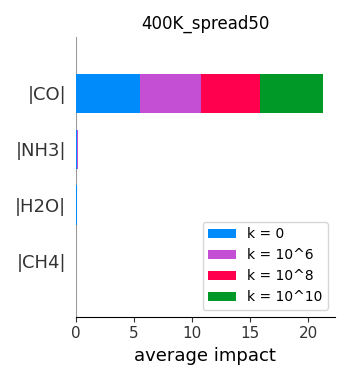 400K_spread50
|CO|
|NH3|
|H2O|
|CH4|
k = 0
k = 10^6
k = 10^8
k = 10^10
0 5 10 15 20
average impact